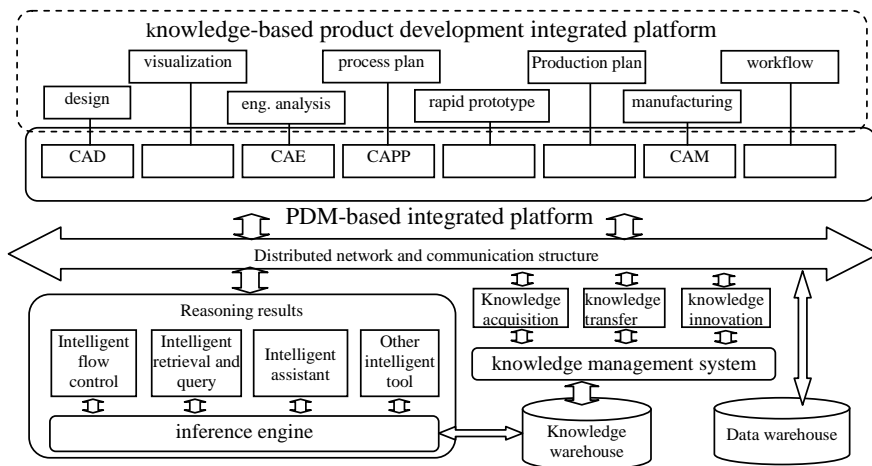 knowledge-based product development integrated platform
visualization
process plan
Production plan
workflow
design
eng. analysis
rapid prototype
manufacturing
CAD
CAE
CAPP
CAM
PDM-based integrated platform
Distributed network and communication structure
Reasoning results
Intelligent
flow
control
Intelligent
retrieval and
query
Intelligent
assistant
Other
intelligent
tool
inference engine
Knowledge
acquisition
knowledge
transfer
knowledge
innovation
knowledge management system
Knowledge
warehouse
Data warehouse